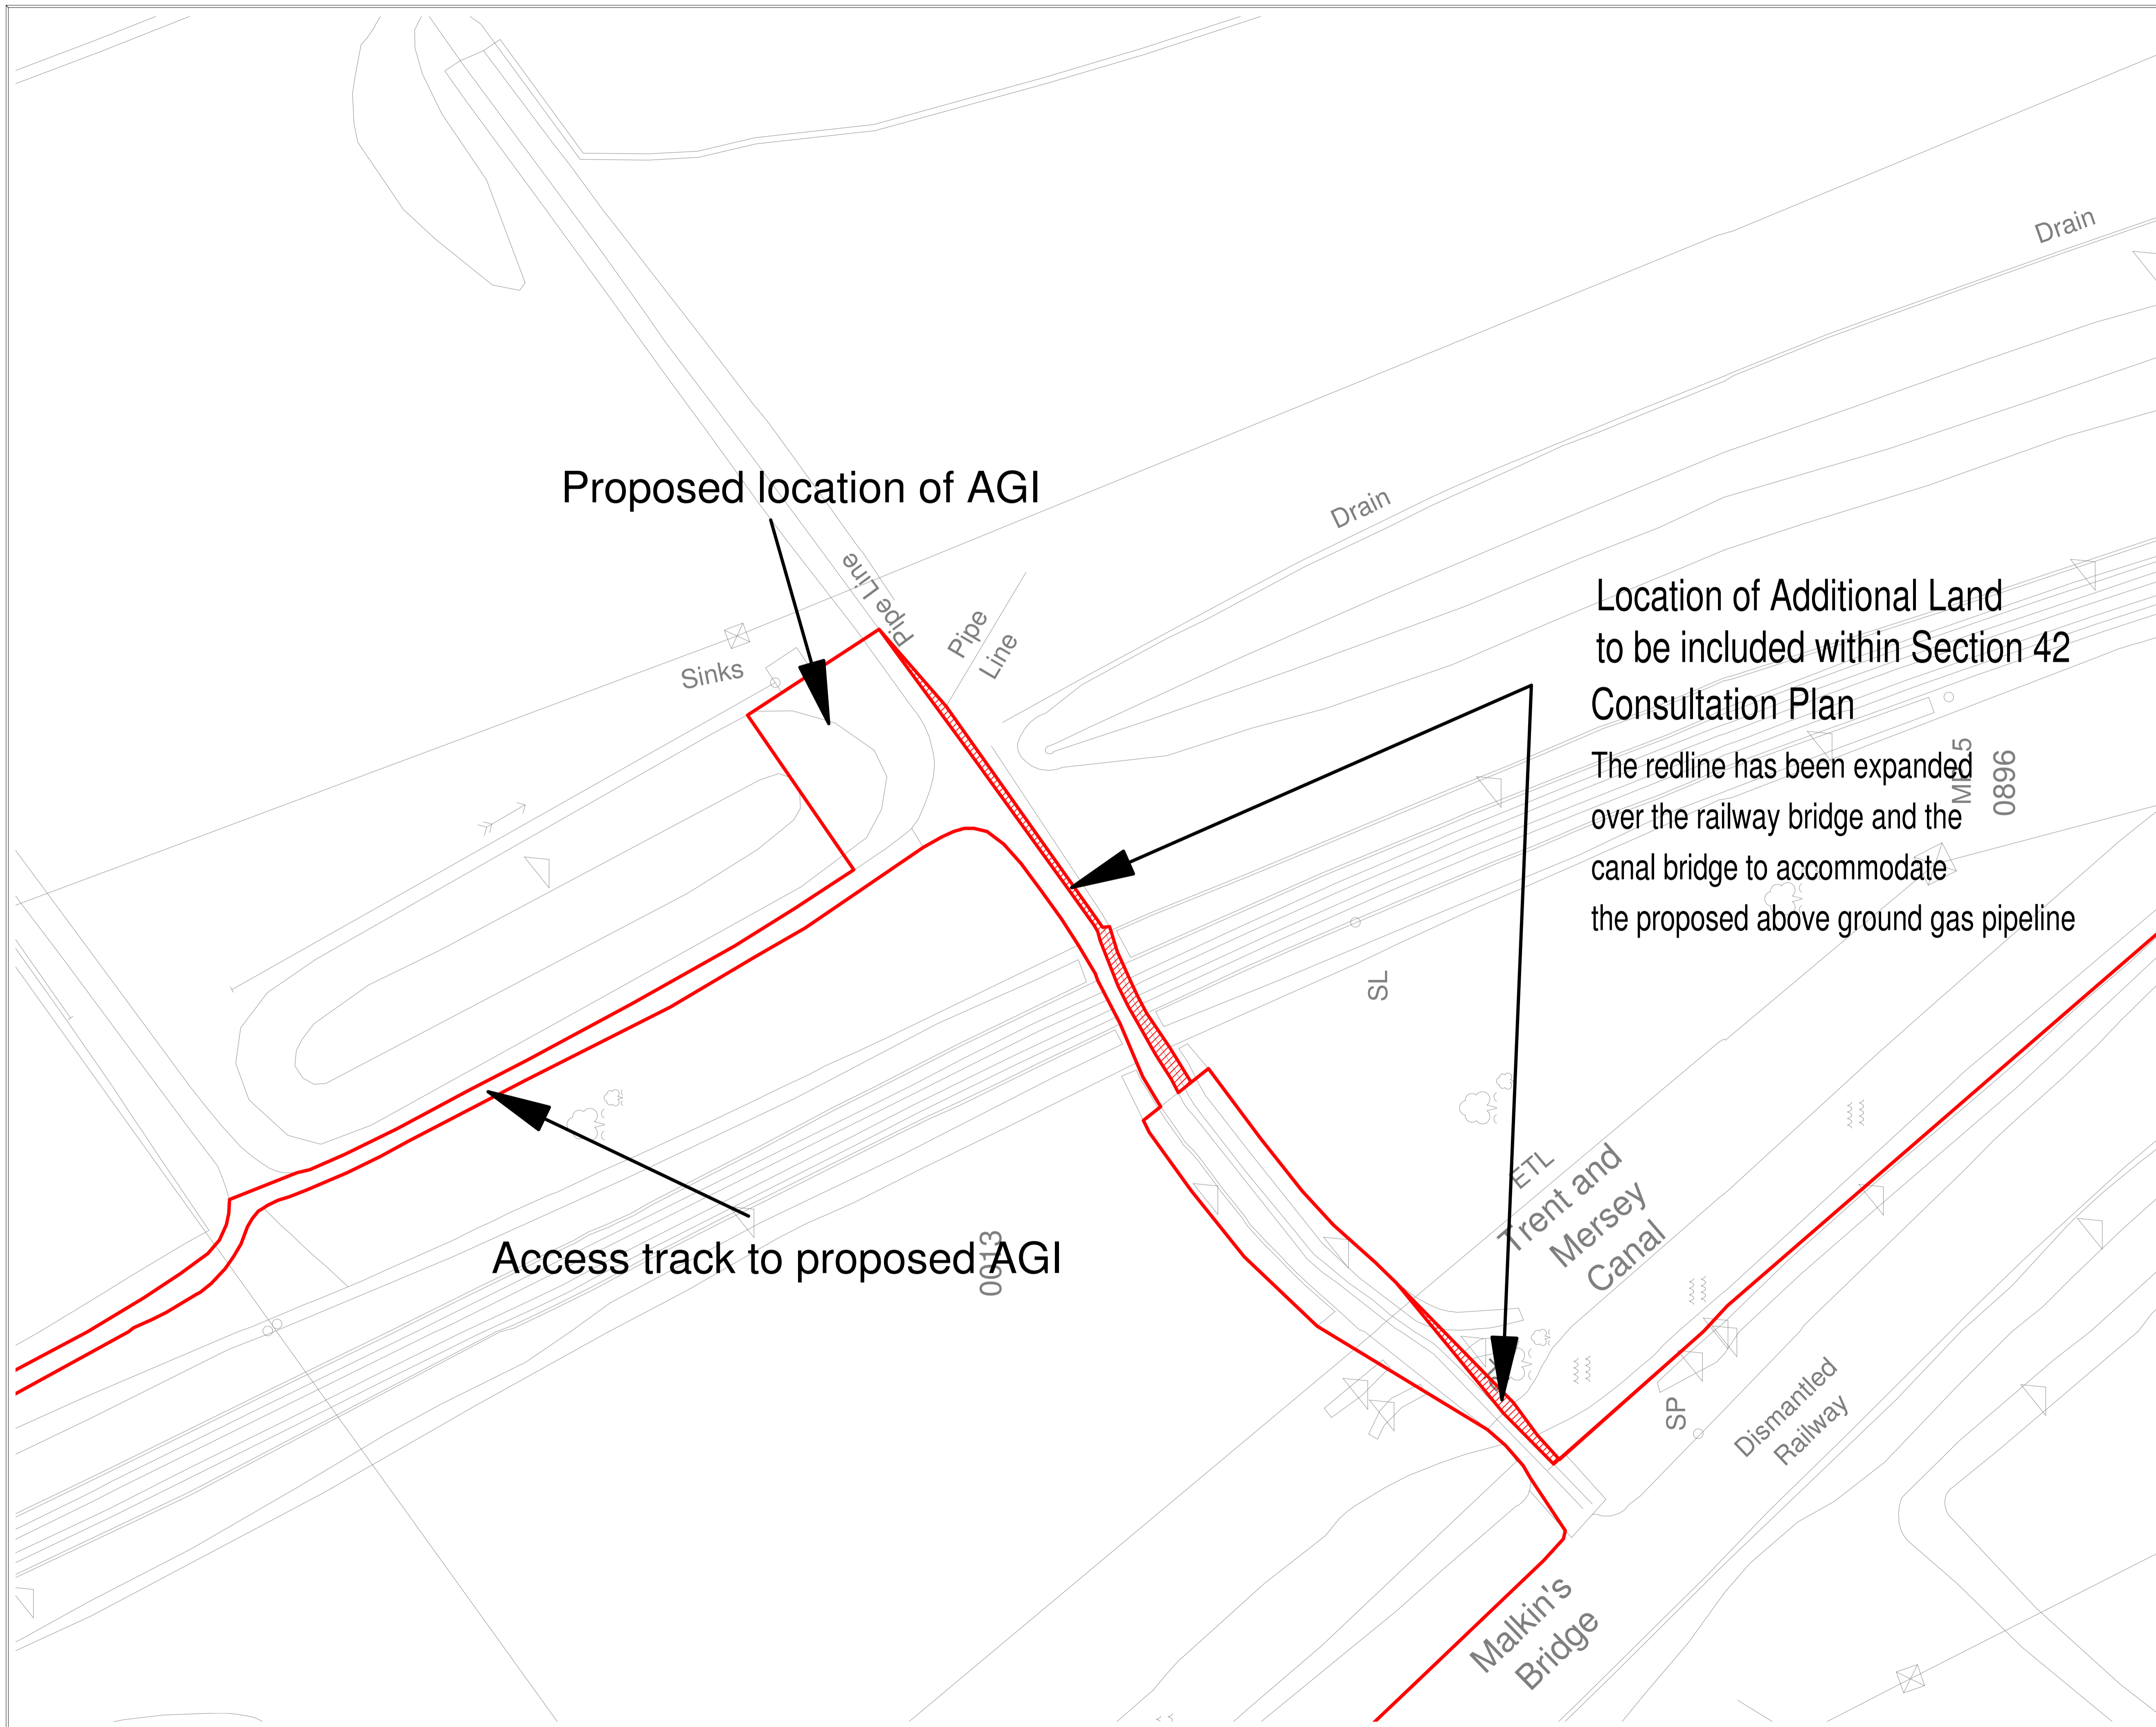 Drain
Proposed location of AGI
Drain
Pipe Line
Pipe
Line
Sinks
Location of Additional Land
to be included within Section 42
Consultation Plan
The redline has been expanded
over the railway bridge and the
canal bridge to accommodate
the proposed above ground gas pipeline
0896
SL
ETL
Trent and
Mersey
Canal
Access track to proposed AGI
0013
SP
Dismantled
Railway
Malkin's
Bridge